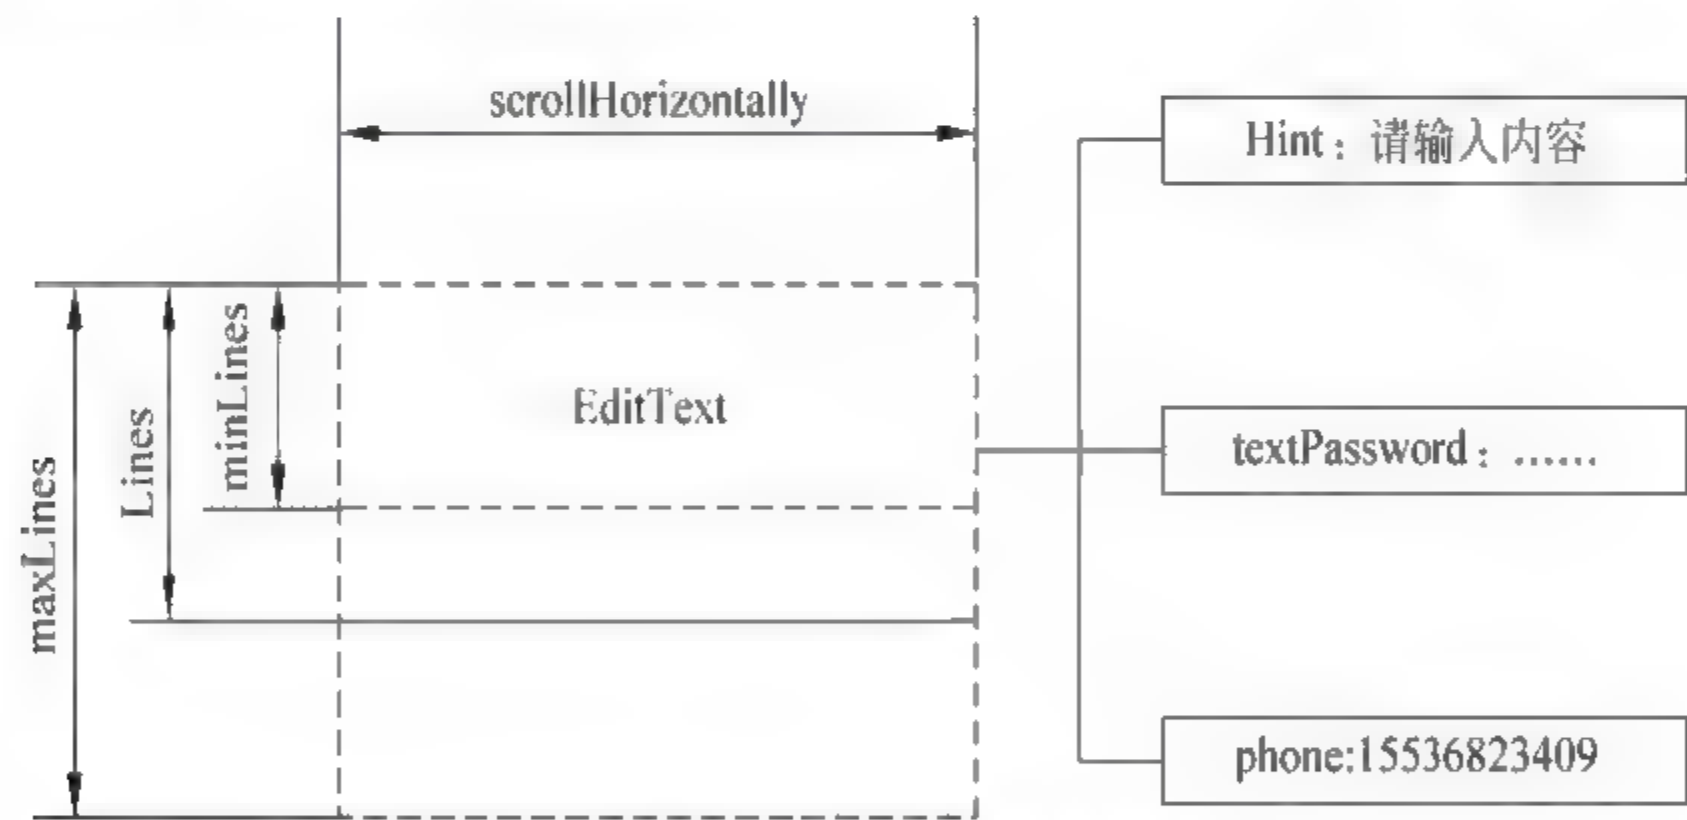 scrollHorizontally
Hint：请输入内容
maxLines
Lines
minLines
EditText
textPassword：……
phone:15536823409